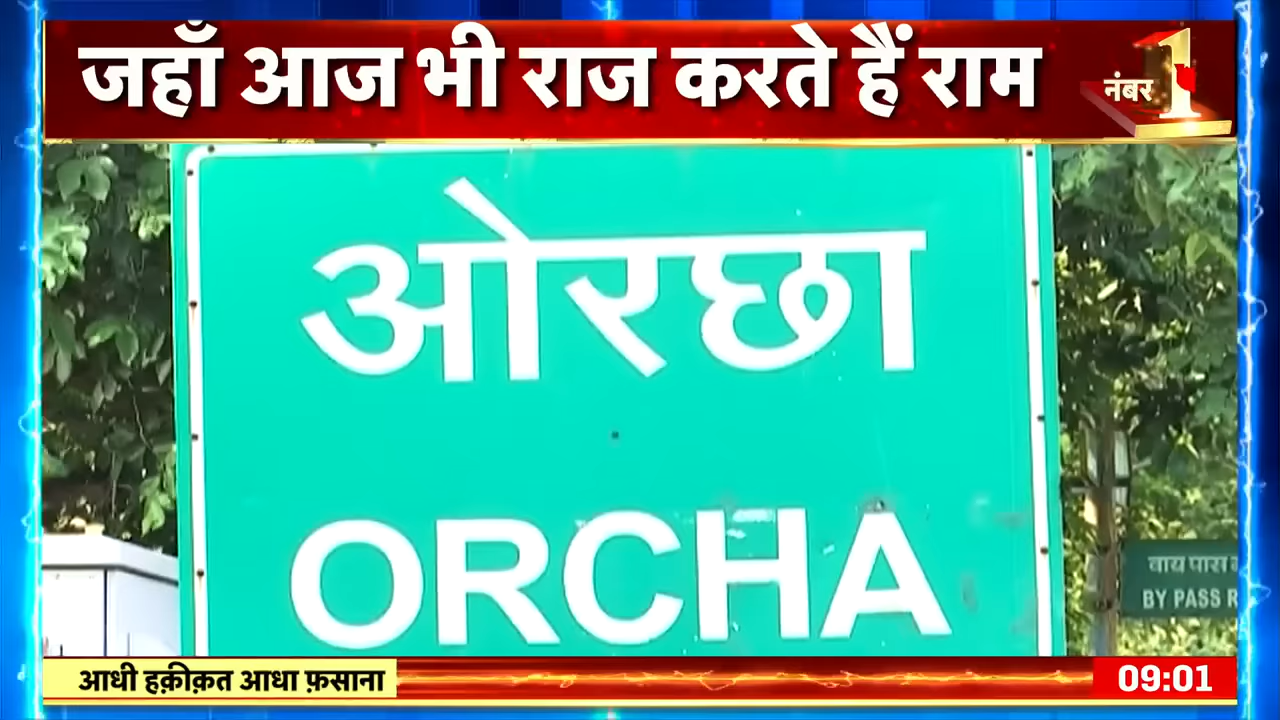 जहाँ आज भी राज करते हैं राम
नंबर 1
ओरछा
ORCHA
BY PASS
आधी हक़ीक़त आधा फ़साना
09:01